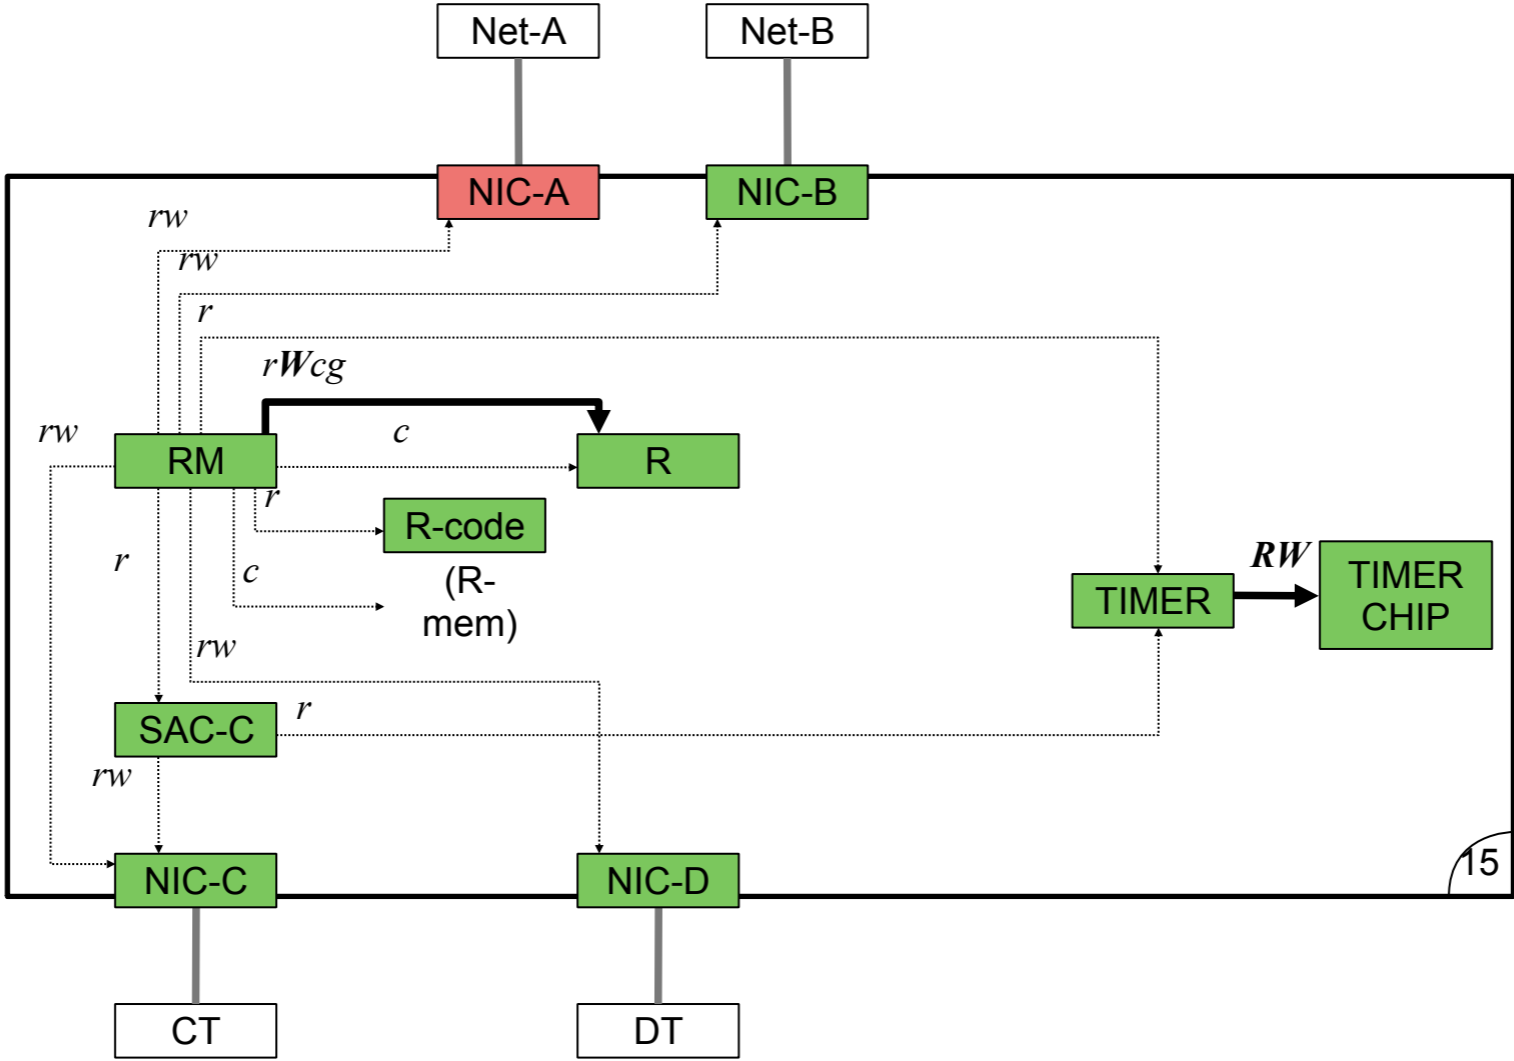 Net-A
Net-B
NIC-A
NIC-B
rw
rw
r
rWcg
rw
c
RM
R
r
R-code
r
c
(R-
mem)
RW
TIMER
CHIP
TIMER
rw
SAC-C
r
rw
NIC-C
NIC-D
15
CT
DT